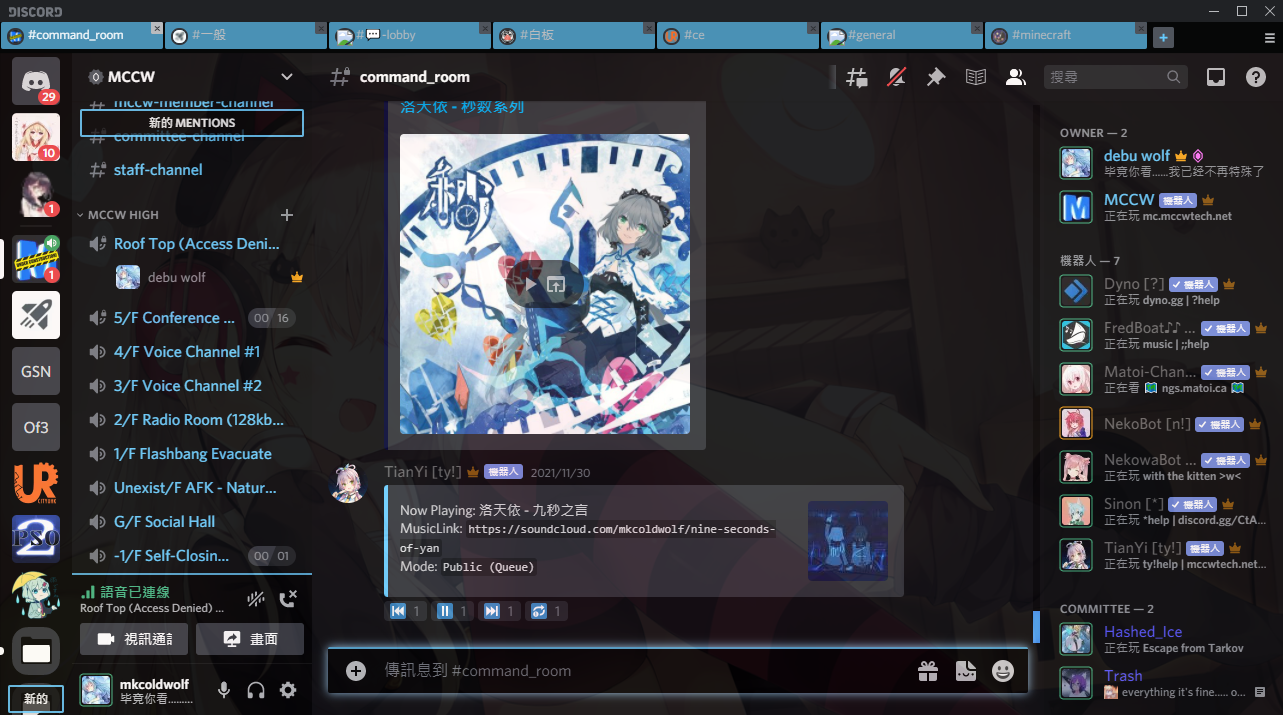 DISCORD
#command_room
#一般
#💬-lobby
#白板
#ce
#general
#minecraft
29
10
1
1
GSN
Of3
UR
PSO
2
新的
MCCW
mccw-member-channel
新的 MENTIONS
committee-channel
staff-channel
MCCW HIGH
Roof Top (Access Deni...
debu wolf
5/F Conference ...
00 16
4/F Voice Channel #1
3/F Voice Channel #2
2/F Radio Room (128kb...
1/F Flashbang Evacuate
Unexist/F AFK - Natur...
G/F Social Hall
-1/F Self-Closin...
00 01
語音已連線
Roof Top (Access Denied) ...
視訊通話
畫面
mkcoldwolf
毕竟你看.........
command_room
搜尋
洛天依 - 秒数系列
TianYi [ty!] 機器人 2021/11/30
Now Playing: 洛天依 - 九秒之言
MusicLink: https://soundcloud.com/mkcoldwolf/nine-seconds-
of-yan
Mode: Public (Queue)
1 1 1 1
傳訊息到 #command_room
OWNER — 2
debu wolf
毕竟你看......我已经不再特殊了
MCCW 機器人
正在玩 mc.mccwtech.net
機器人 — 7
Dyno [?] 機器人
正在玩 dyno.gg | ?help
FredBoat♪♪ ... 機器人
正在玩 music | ;;help
Matoi-Chan... 機器人
正在看 🗺 ngs.matoi.ca 🗺
NekoBot [n!] 機器人
NekowaBot ... 機器人
正在玩 with the kitten >w<
Sinon [*] 機器人
正在玩 *help | discord.gg/CtA...
TianYi [ty!] 機器人
正在玩 ty!help | mccwtech.net...
COMMITTEE — 2
Hashed_Ice
正在玩 Escape from Tarkov
Trash
everything it's fine..... o...